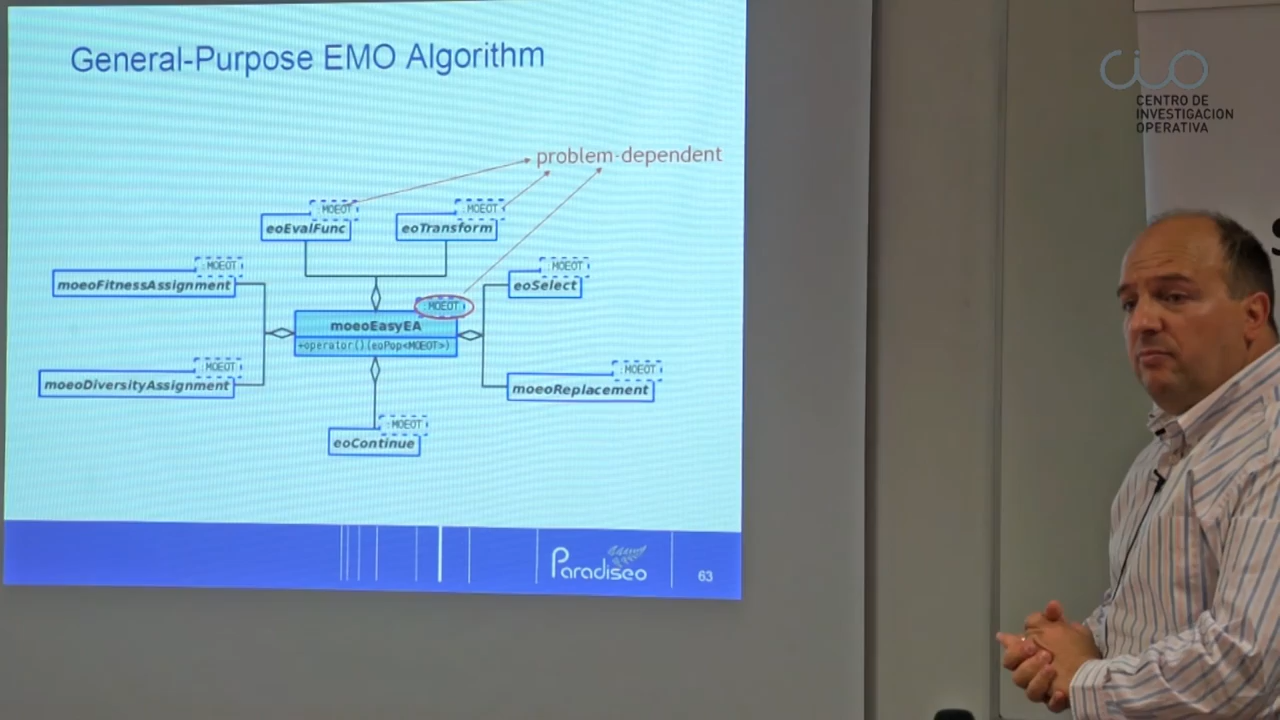 General-Purpose EMO Algorithm
problem-dependent
: MOEOT
eoEvalFunc
: MOEOT
eoTransform
: MOEOT
moeoFitnessAssignment
: MOEOT
eoSelect
: MOEOT
moeoEasyEA
+operator()(eoPop<MOEOT>)
: MOEOT
moeoDiversityAssignment
: MOEOT
moeoReplacement
: MOEOT
eoContinue
Paradiseo
63
CIO
CENTRO DE
INVESTIGACION
OPERATIVA